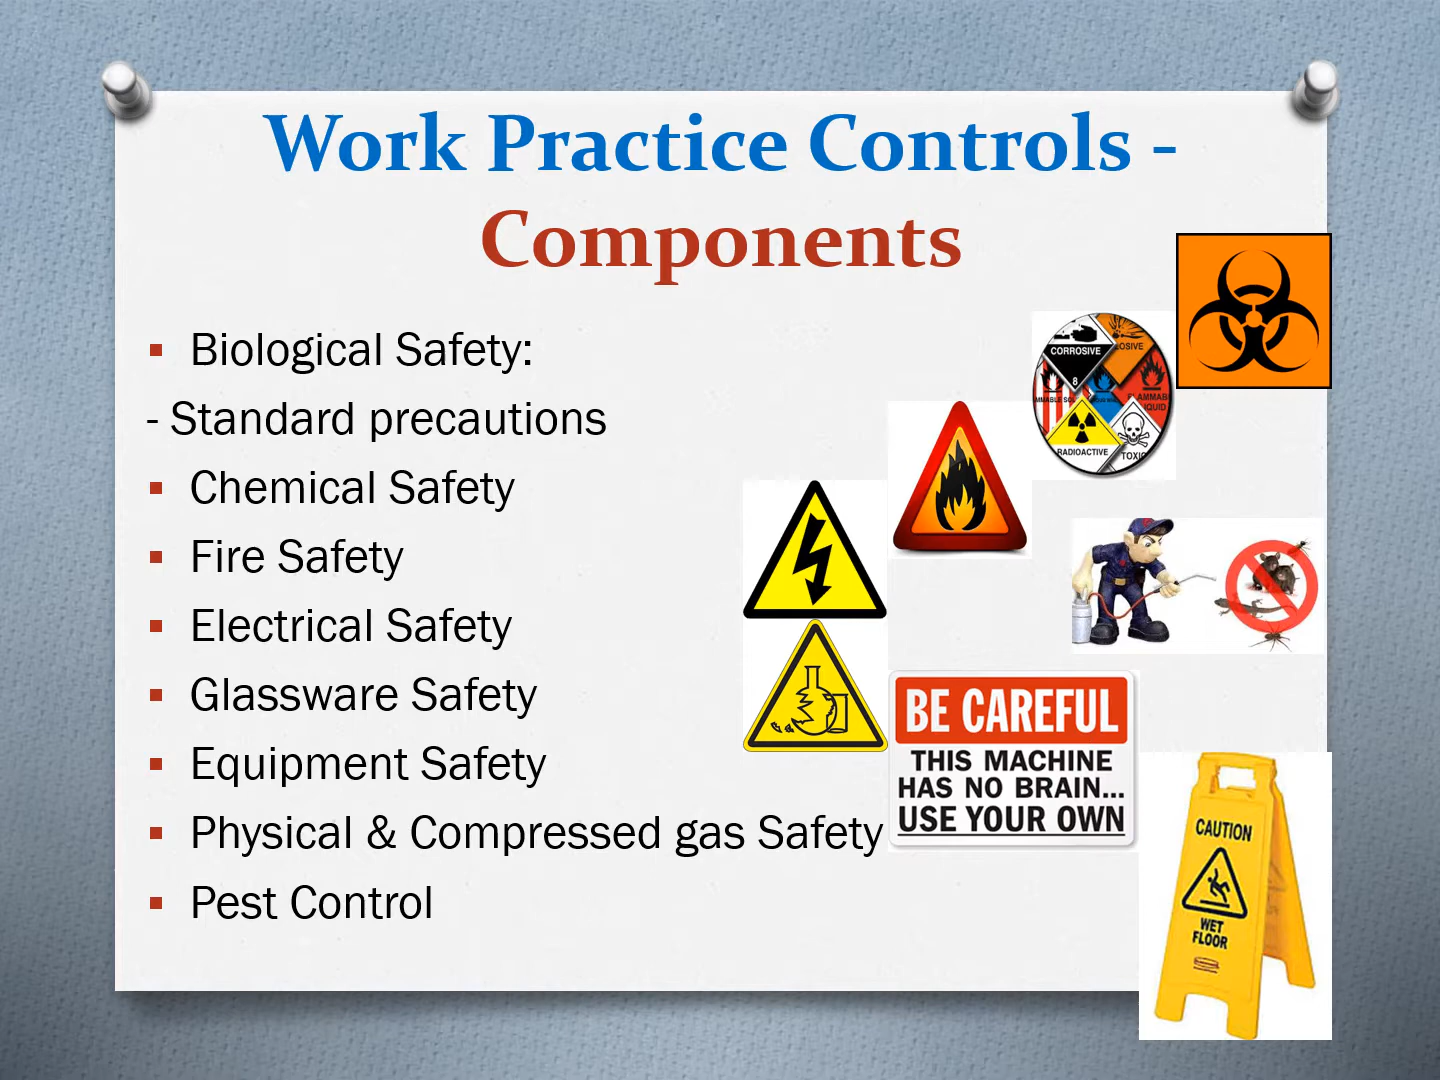 Work Practice Controls -
Components
▪ Biological Safety:
- Standard precautions
▪ Chemical Safety
▪ Fire Safety
▪ Electrical Safety
▪ Glassware Safety
▪ Equipment Safety
▪ Physical & Compressed gas Safety
▪ Pest Control
CORROSIVE
8
RADIOACTIVE
BE CAREFUL
THIS MACHINE
HAS NO BRAIN...
USE YOUR OWN
CAUTION
WET
FLOOR